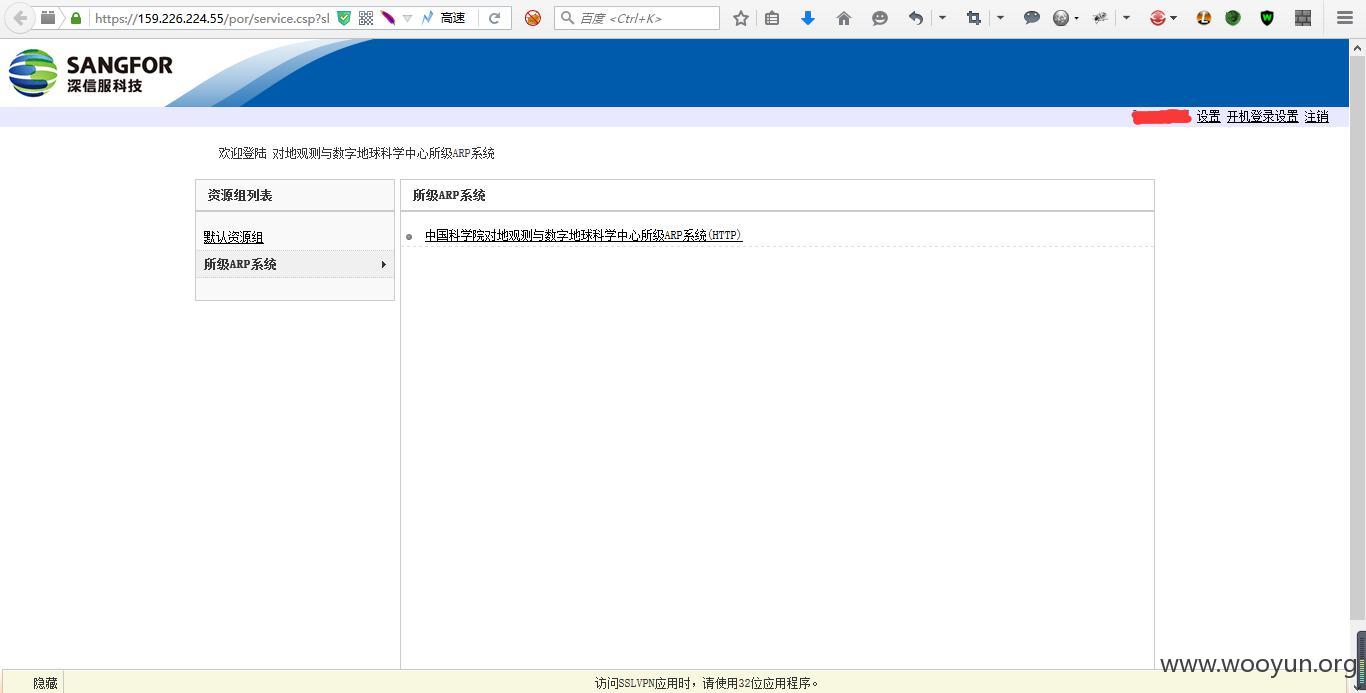 https://159.226.224.55/por/service.csp?sl
高速
百度 <Ctrl+K>
SANGFOR
深信服科技
设置 开机登录设置 注销
欢迎登陆 对地观测与数字地球科学中心所级ARP系统
资源组列表
所级ARP系统
默认资源组
中国科学院对地观测与数字地球科学中心所级ARP系统(HTTP)
所级ARP系统
www.wooyun.org
隐藏
访问SSLVPN应用时，请使用32位应用程序。